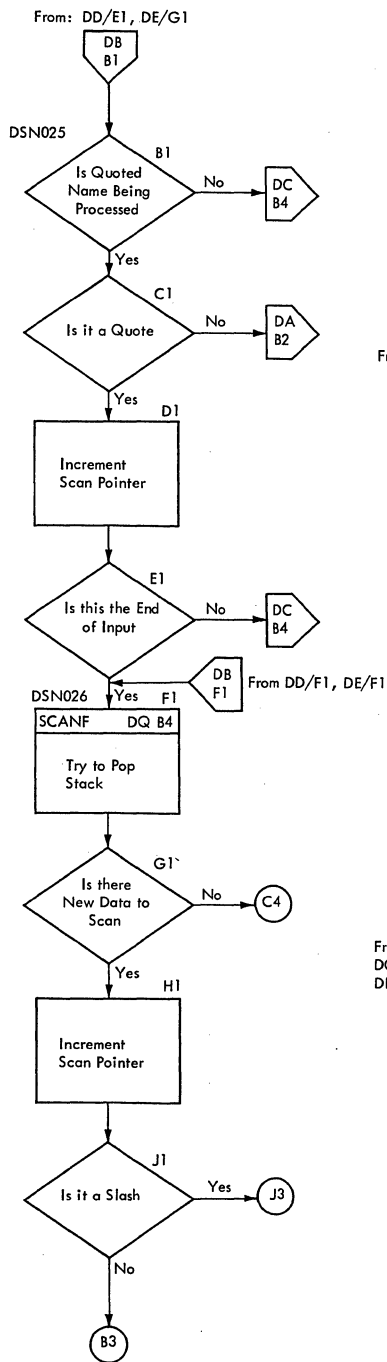 From: DD/E1, DE/G1
DB
B1
DSN025
B1
Is Quoted
Name Being
Processed
No
DC
B4
Yes
C1
Is it a Quote
No
DA
B2
Yes
D1
Increment
Scan Pointer
E1
Is this the End
of Input
No
DC
B4
Yes
DB
F1
From DD/F1, DE/F1
DSN026
F1
SCANF DQ B4
Try to Pop
Stack
G1
Is there
New Data to
Scan
No
C4
Yes
H1
Increment
Scan Pointer
J1
Is it a Slash
Yes
J3
No
B3